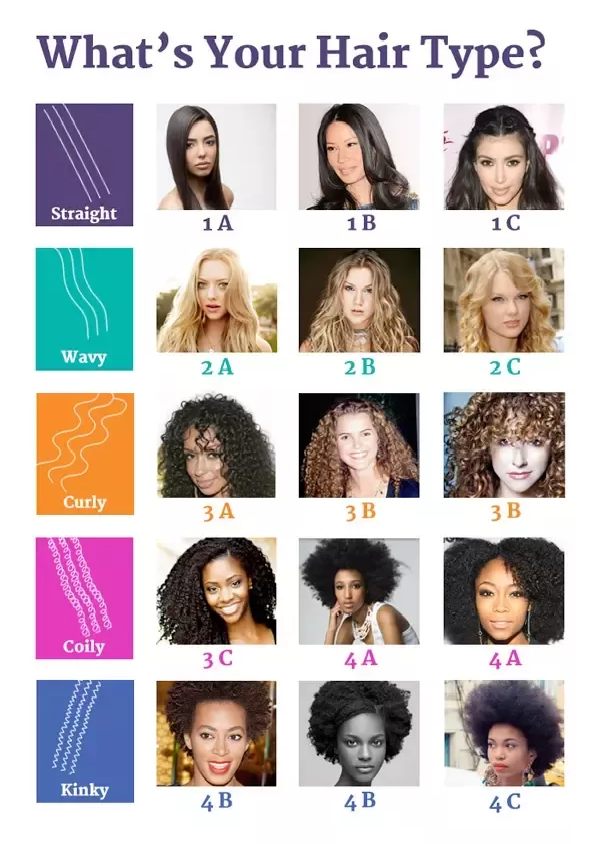 What's Your Hair Type?
Straight
1 A
1 B
1 C
Wavy
2 A
2 B
2 C
Curly
3 A
3 B
3 B
Coily
3 C
4 A
4 A
Kinky
4 B
4 B
4 C